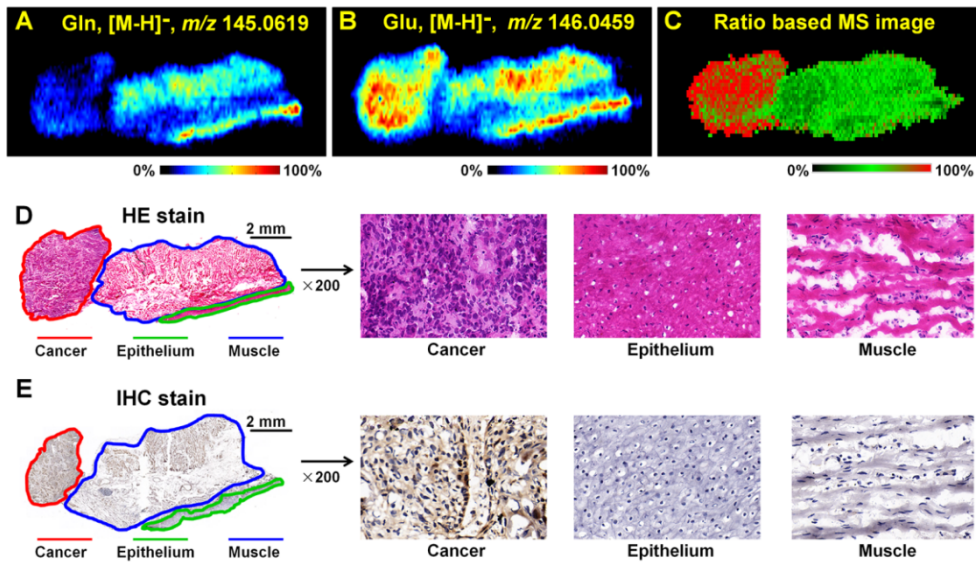 A Gln, [M-H]⁻, m/z 145.0619
B Glu, [M-H]⁻, m/z 146.0459
C Ratio based MS image
0% 100%
0% 100%
0% 100%
D HE stain
2 mm
×200
Cancer Epithelium Muscle
Cancer Epithelium Muscle
E IHC stain
2 mm
×200
Cancer Epithelium Muscle
Cancer Epithelium Muscle